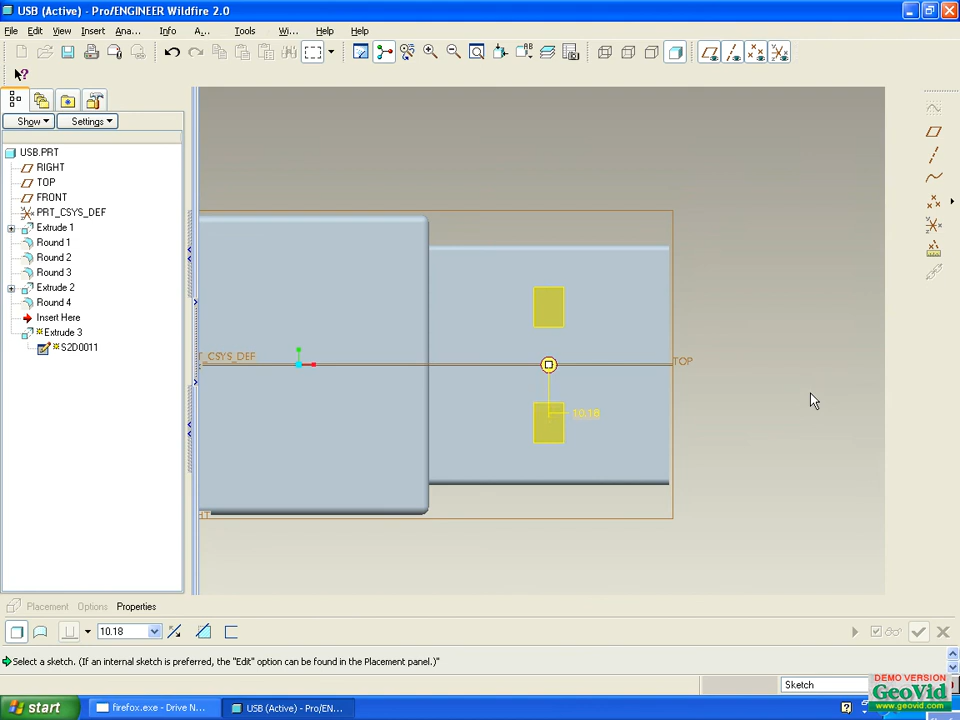 USB (Active) - Pro/ENGINEER Wildfire 2.0
File Edit View Insert Ana... Info A... Tools Wi... Help Help
Show Settings
USB.PRT
RIGHT
TOP
FRONT
PRT_CSYS_DEF
Extrude 1
Round 1
Round 2
Round 3
Extrude 2
Round 4
Insert Here
Extrude 3
S2D0011
T_CSYS_DEF
TOP
10.18
HT
Placement Options Properties
10.18
Select a sketch. (If an internal sketch is preferred, the "Edit" option can be found in the Placement panel.)"
Sketch
DEMO VERSION
GeoVid
www.geovid.com
start
firefox.exe - Drive N...
USB (Active) - Pro/EN...